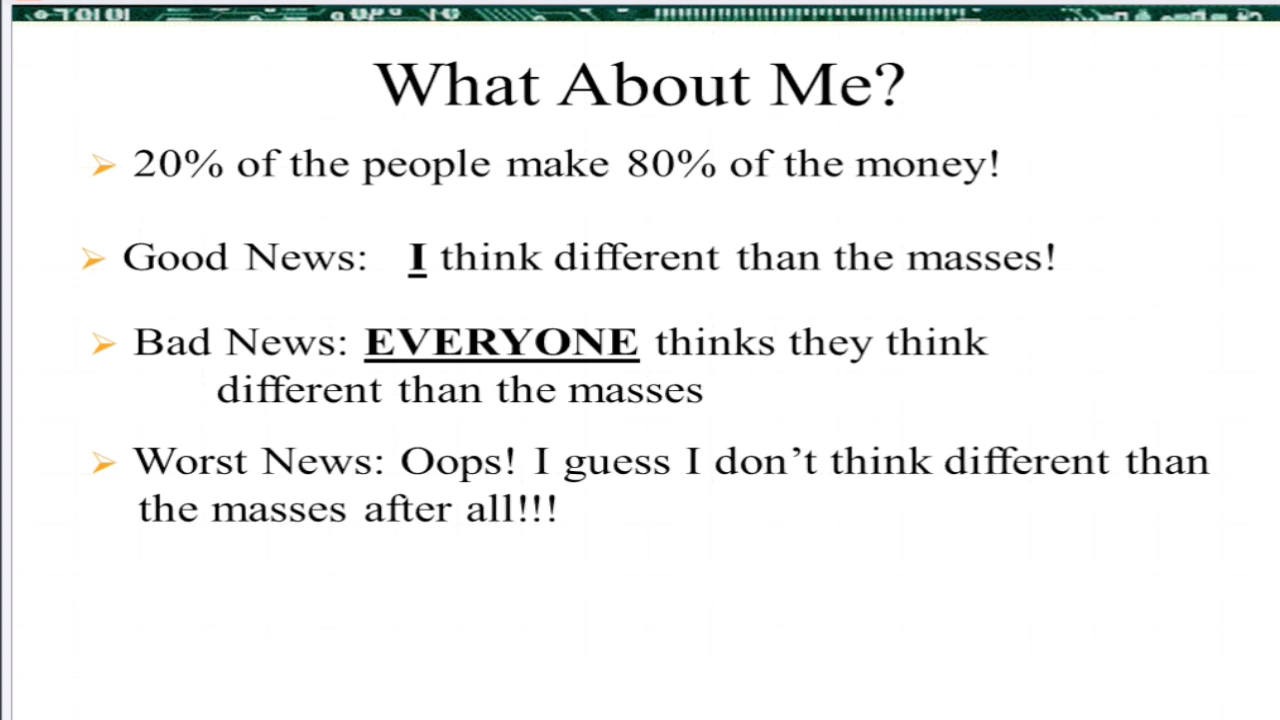 What About Me?
20% of the people make 80% of the money!
Good News: I think different than the masses!
Bad News: EVERYONE thinks they think
different than the masses
Worst News: Oops! I guess I don't think different than
the masses after all!!!